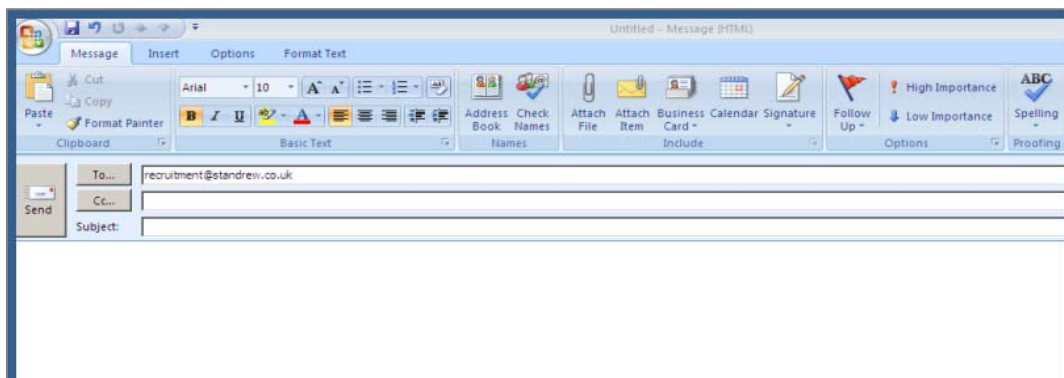 Untitled - Message (HTML)
Message Insert Options Format Text
Paste
Cut
Copy
Format Painter
Clipboard
Arial 10
B I U
Basic Text
Address Book
Check Names
Names
Attach File
Attach Item
Business Card
Calendar
Signature
Include
Follow Up
High Importance
Low Importance
Options
ABC
Spelling
Proofing
Send
To... recruitment@standrew.co.uk
Cc...
Subject: